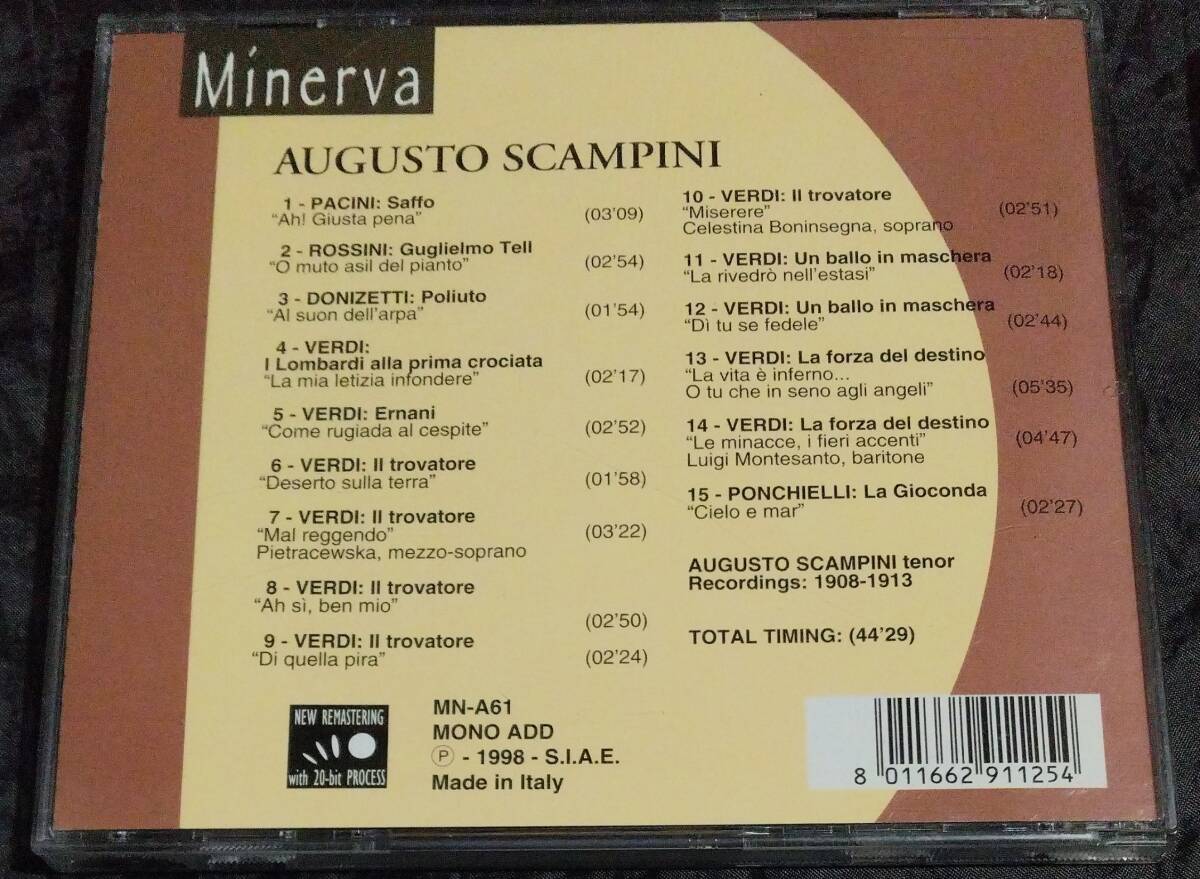 Minerva
AUGUSTO SCAMPINI
1 - PACINI: Saffo
“Ah! Giusta pena” (03’09)
2 - ROSSINI: Guglielmo Tell
“O muto asil del pianto” (02’54)
3 - DONIZETTI: Poliuto
“Al suon dell’arpa” (01’54)
4 - VERDI:
I Lombardi alla prima crociata
“La mia letizia infondere” (02’17)
5 - VERDI: Ernani
“Come rugiada al cespite” (02’52)
6 - VERDI: Il trovatore
“Deserto sulla terra” (01’58)
7 - VERDI: Il trovatore
“Mal reggendo” (03’22)
Pietracewska, mezzo-soprano
8 - VERDI: Il trovatore
“Ah sì, ben mio”
(02’50)
9 - VERDI: Il trovatore
“Di quella pira” (02’24)
10 - VERDI: Il trovatore
“Miserere” (02’51)
Celestina Boninsegna, soprano
11 - VERDI: Un ballo in maschera
“La rivedrò nell’estasi” (02’18)
12 - VERDI: Un ballo in maschera
“Dì tu se fedele” (02’44)
13 - VERDI: La forza del destino
“La vita è inferno...
O tu che in seno agli angeli” (05’35)
14 - VERDI: La forza del destino
“Le minacce, i fieri accenti” (04’47)
Luigi Montesanto, baritone
15 - PONCHIELLI: La Gioconda
“Cielo e mar” (02’27)
AUGUSTO SCAMPINI tenor
Recordings: 1908-1913
TOTAL TIMING: (44’29)
NEW REMASTERING
with 20-bit PROCESS
MN-A61
MONO ADD
Ⓟ - 1998 - S.I.A.E.
Made in Italy
8 011662 911254